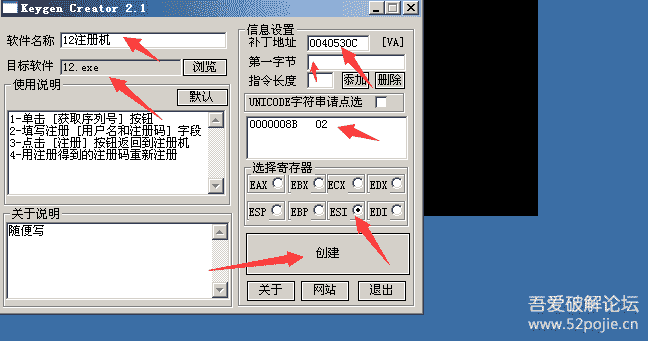 Keygen Creator 2.1
软件名称 12注册机
目标软件 12.exe 浏览
使用说明
默认
1-单击 [获取序列号] 按钮
2-填写注册 [用户名和注册码] 字段
3-点击 [注册] 按钮返回到注册机
4-用注册得到的注册码重新注册
关于说明
随便写
信息设置
补丁地址 0040530C [VA]
第一字节
指令长度 添加 删除
UNICODE字符串请点选
0000008B 02
选择寄存器
EAX EBX ECX EDX
ESP EBP ESI EDI
创建
关于 网站 退出
吾爱破解论坛
www.52pojie.cn